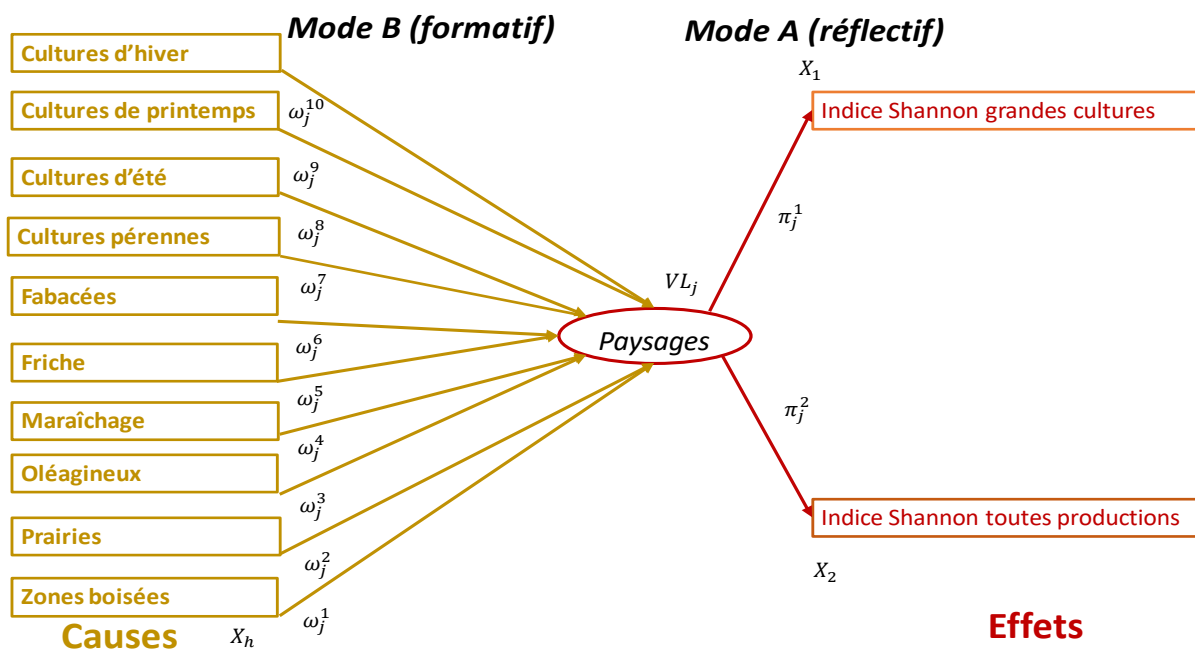 Mode B (formatif)
Mode A (réflectif)
Cultures d’hiver
Cultures de printemps
Cultures d’été
Cultures pérennes
Fabacées
Friche
Maraîchage
Oléagineux
Prairies
Zones boisées
Causes
X_h
ω_j^10
ω_j^9
ω_j^8
ω_j^7
ω_j^6
ω_j^5
ω_j^4
ω_j^3
ω_j^2
ω_j^1
VL_j
Paysages
π_j^1
π_j^2
X_1
Indice Shannon grandes cultures
Indice Shannon toutes productions
X_2
Effets